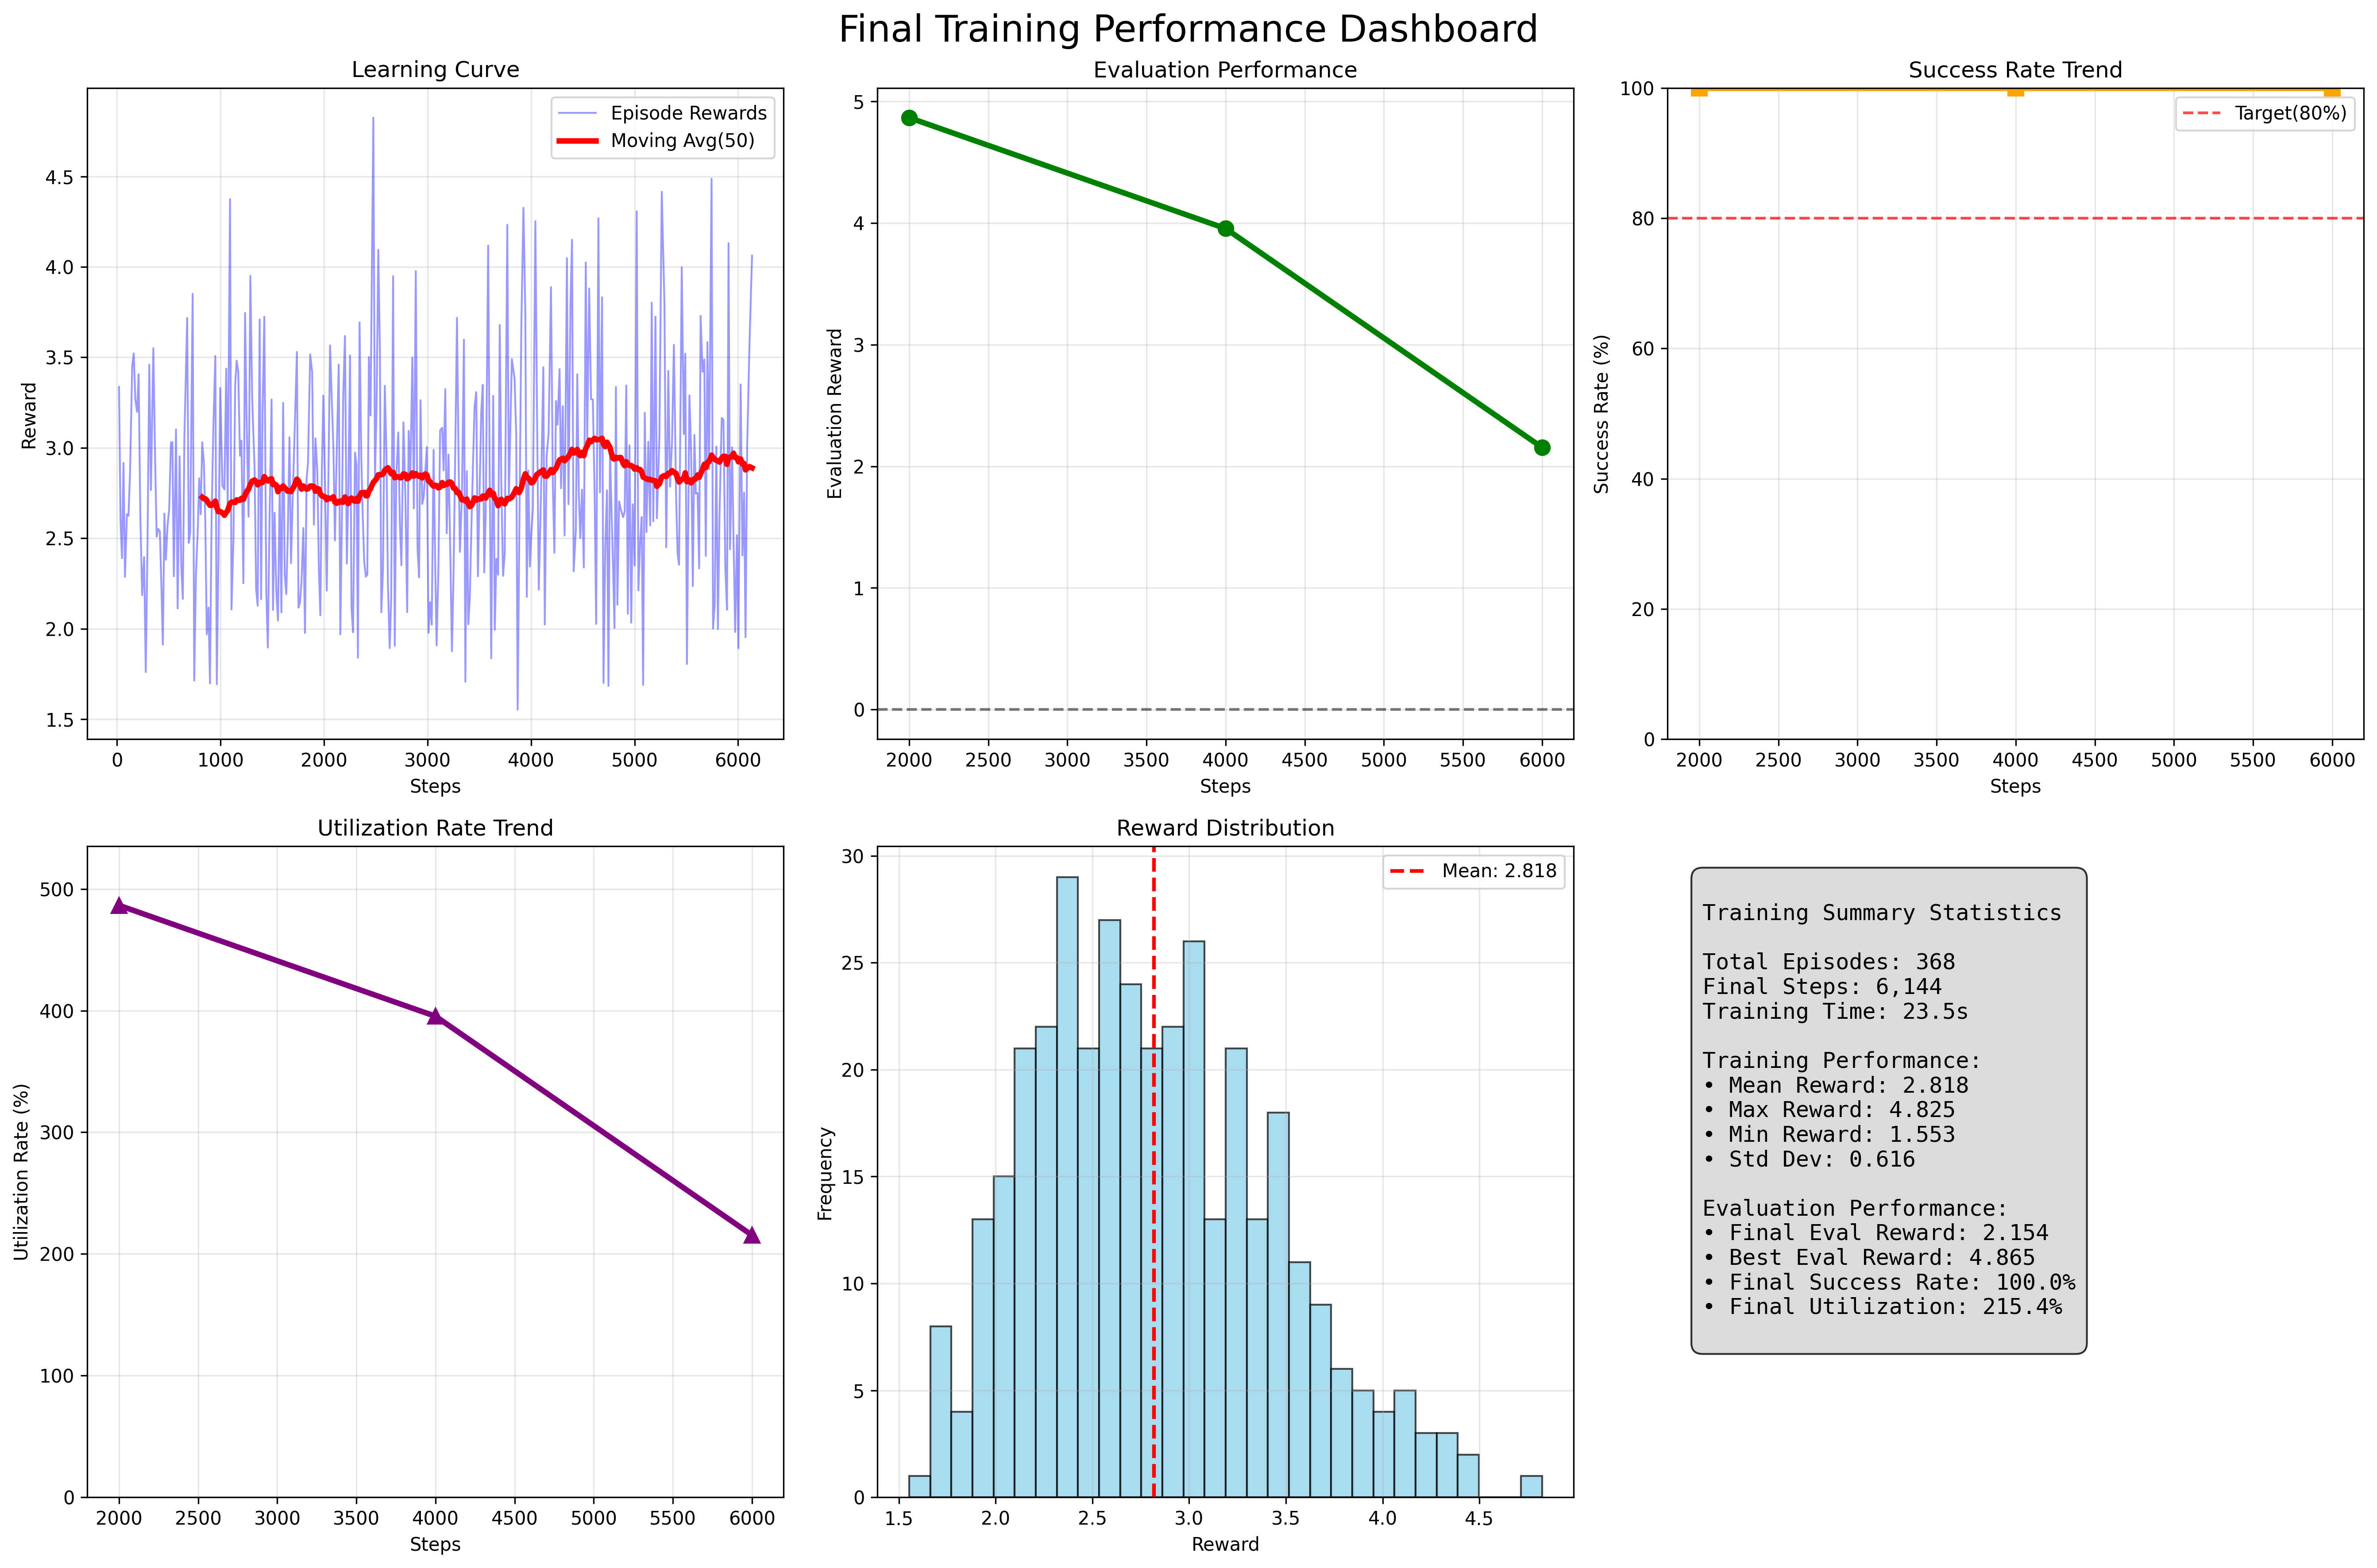 Final Training Performance Dashboard
Learning Curve
Episode Rewards
Moving Avg(50)
Reward
4.5
4.0
3.5
3.0
2.5
2.0
1.5
0 1000 2000 3000 4000 5000 6000
Steps
Evaluation Performance
Evaluation Reward
5
4
3
2
1
0
2000 2500 3000 3500 4000 4500 5000 5500 6000
Steps
Success Rate Trend
Target(80%)
Success Rate (%)
100
80
60
40
20
0
2000 2500 3000 3500 4000 4500 5000 5500 6000
Steps
Utilization Rate Trend
Utilization Rate (%)
500
400
300
200
100
0
2000 2500 3000 3500 4000 4500 5000 5500 6000
Steps
Reward Distribution
Mean: 2.818
Frequency
30
25
20
15
10
5
0
1.5 2.0 2.5 3.0 3.5 4.0 4.5
Reward
Training Summary Statistics
Total Episodes: 368
Final Steps: 6,144
Training Time: 23.5s
Training Performance:
• Mean Reward: 2.818
• Max Reward: 4.825
• Min Reward: 1.553
• Std Dev: 0.616
Evaluation Performance:
• Final Eval Reward: 2.154
• Best Eval Reward: 4.865
• Final Success Rate: 100.0%
• Final Utilization: 215.4%